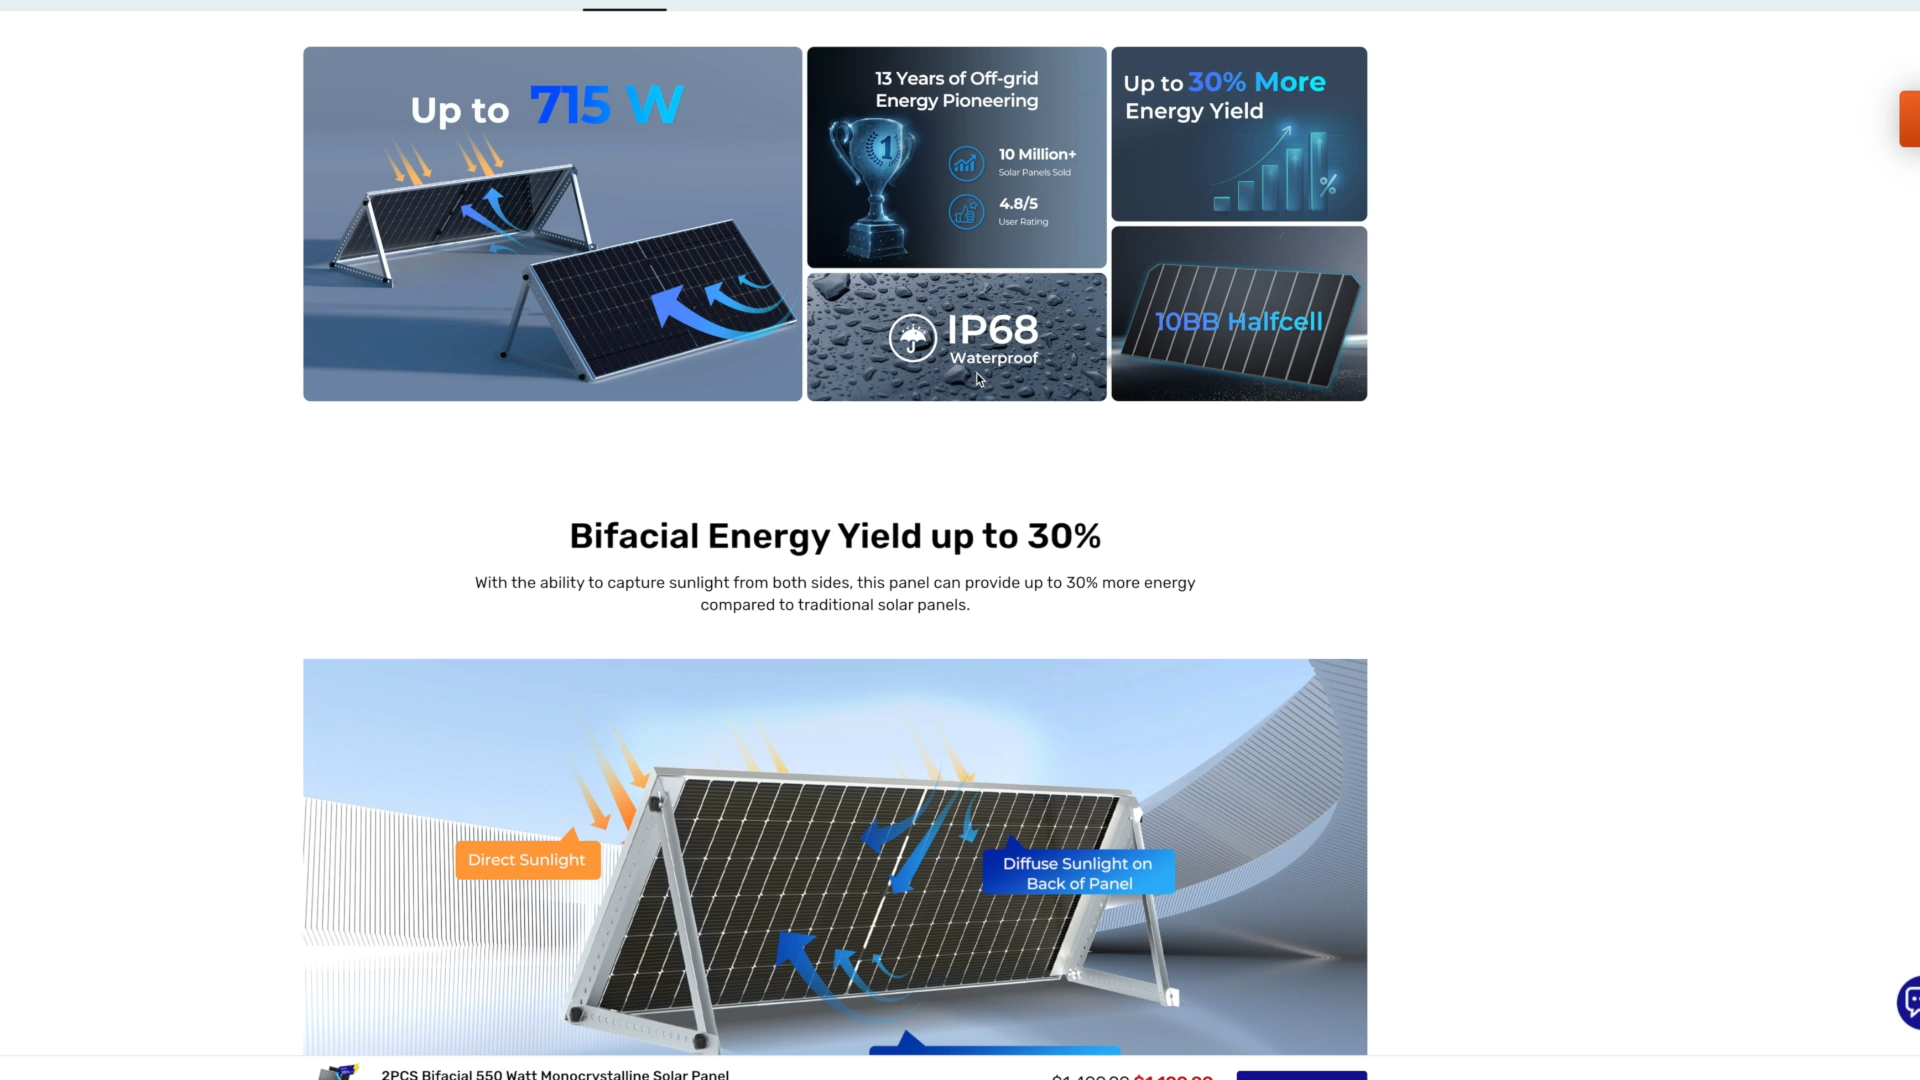 Up to 715 W
13 Years of Off-grid
Energy Pioneering
1
10 Million+
Solar Panels Sold
4.8/5
User Rating
Up to 30% More
Energy Yield
%
IP68
Waterproof
10BB Halfcell
Bifacial Energy Yield up to 30%
With the ability to capture sunlight from both sides, this panel can provide up to 30% more energy
compared to traditional solar panels.
Direct Sunlight
Diffuse Sunlight on
Back of Panel
2PCS Bifacial 550 Watt Monocrystalline Solar Panel